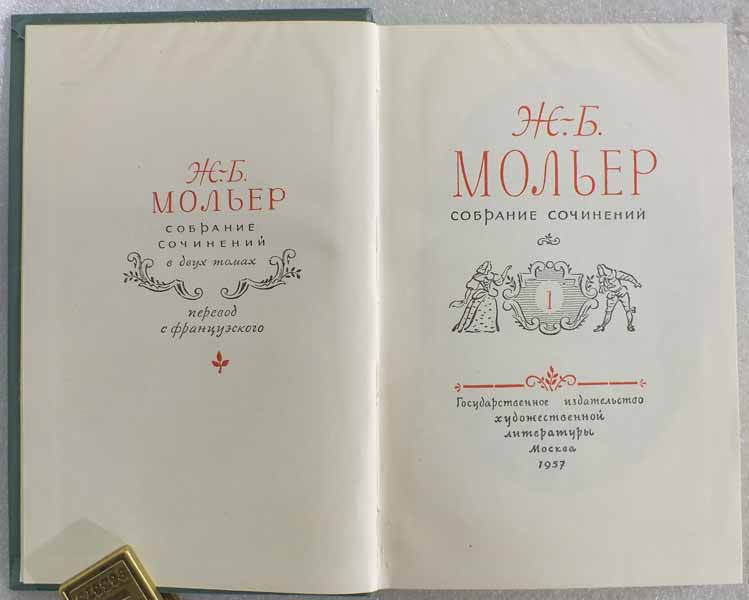 Ж.-Б.
МОЛЬЕР
СОБРАНИЕ
СОЧИНЕНИЙ
в двух томах
перевод
с французского
Ж.-Б.
МОЛЬЕР
СОБРАНИЕ СОЧИНЕНИЙ
I
Государственное издательство
художественной
литературы
Москва
1957